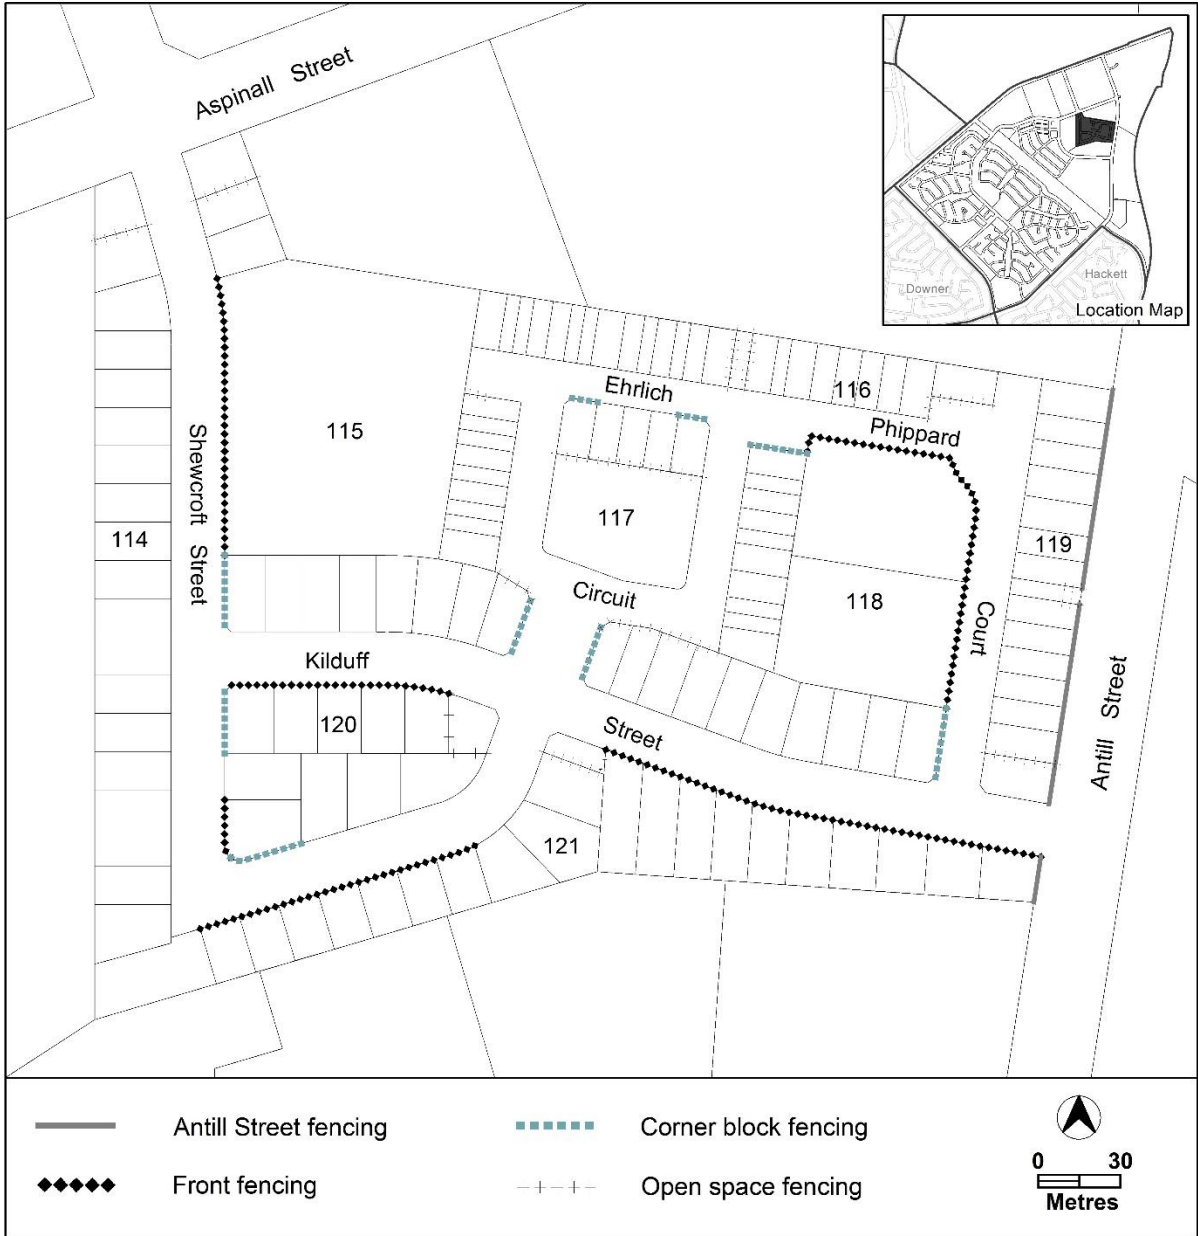 Aspinall Street
Downer
Hackett
Location Map
Ehrlich
116
Phippard
115
Shewcroft Street
117
114
119
Circuit
118
Court
Kilduff
120
Street
Antill Street
121
Antill Street fencing
Corner block fencing
Front fencing
Open space fencing
0 30
Metres